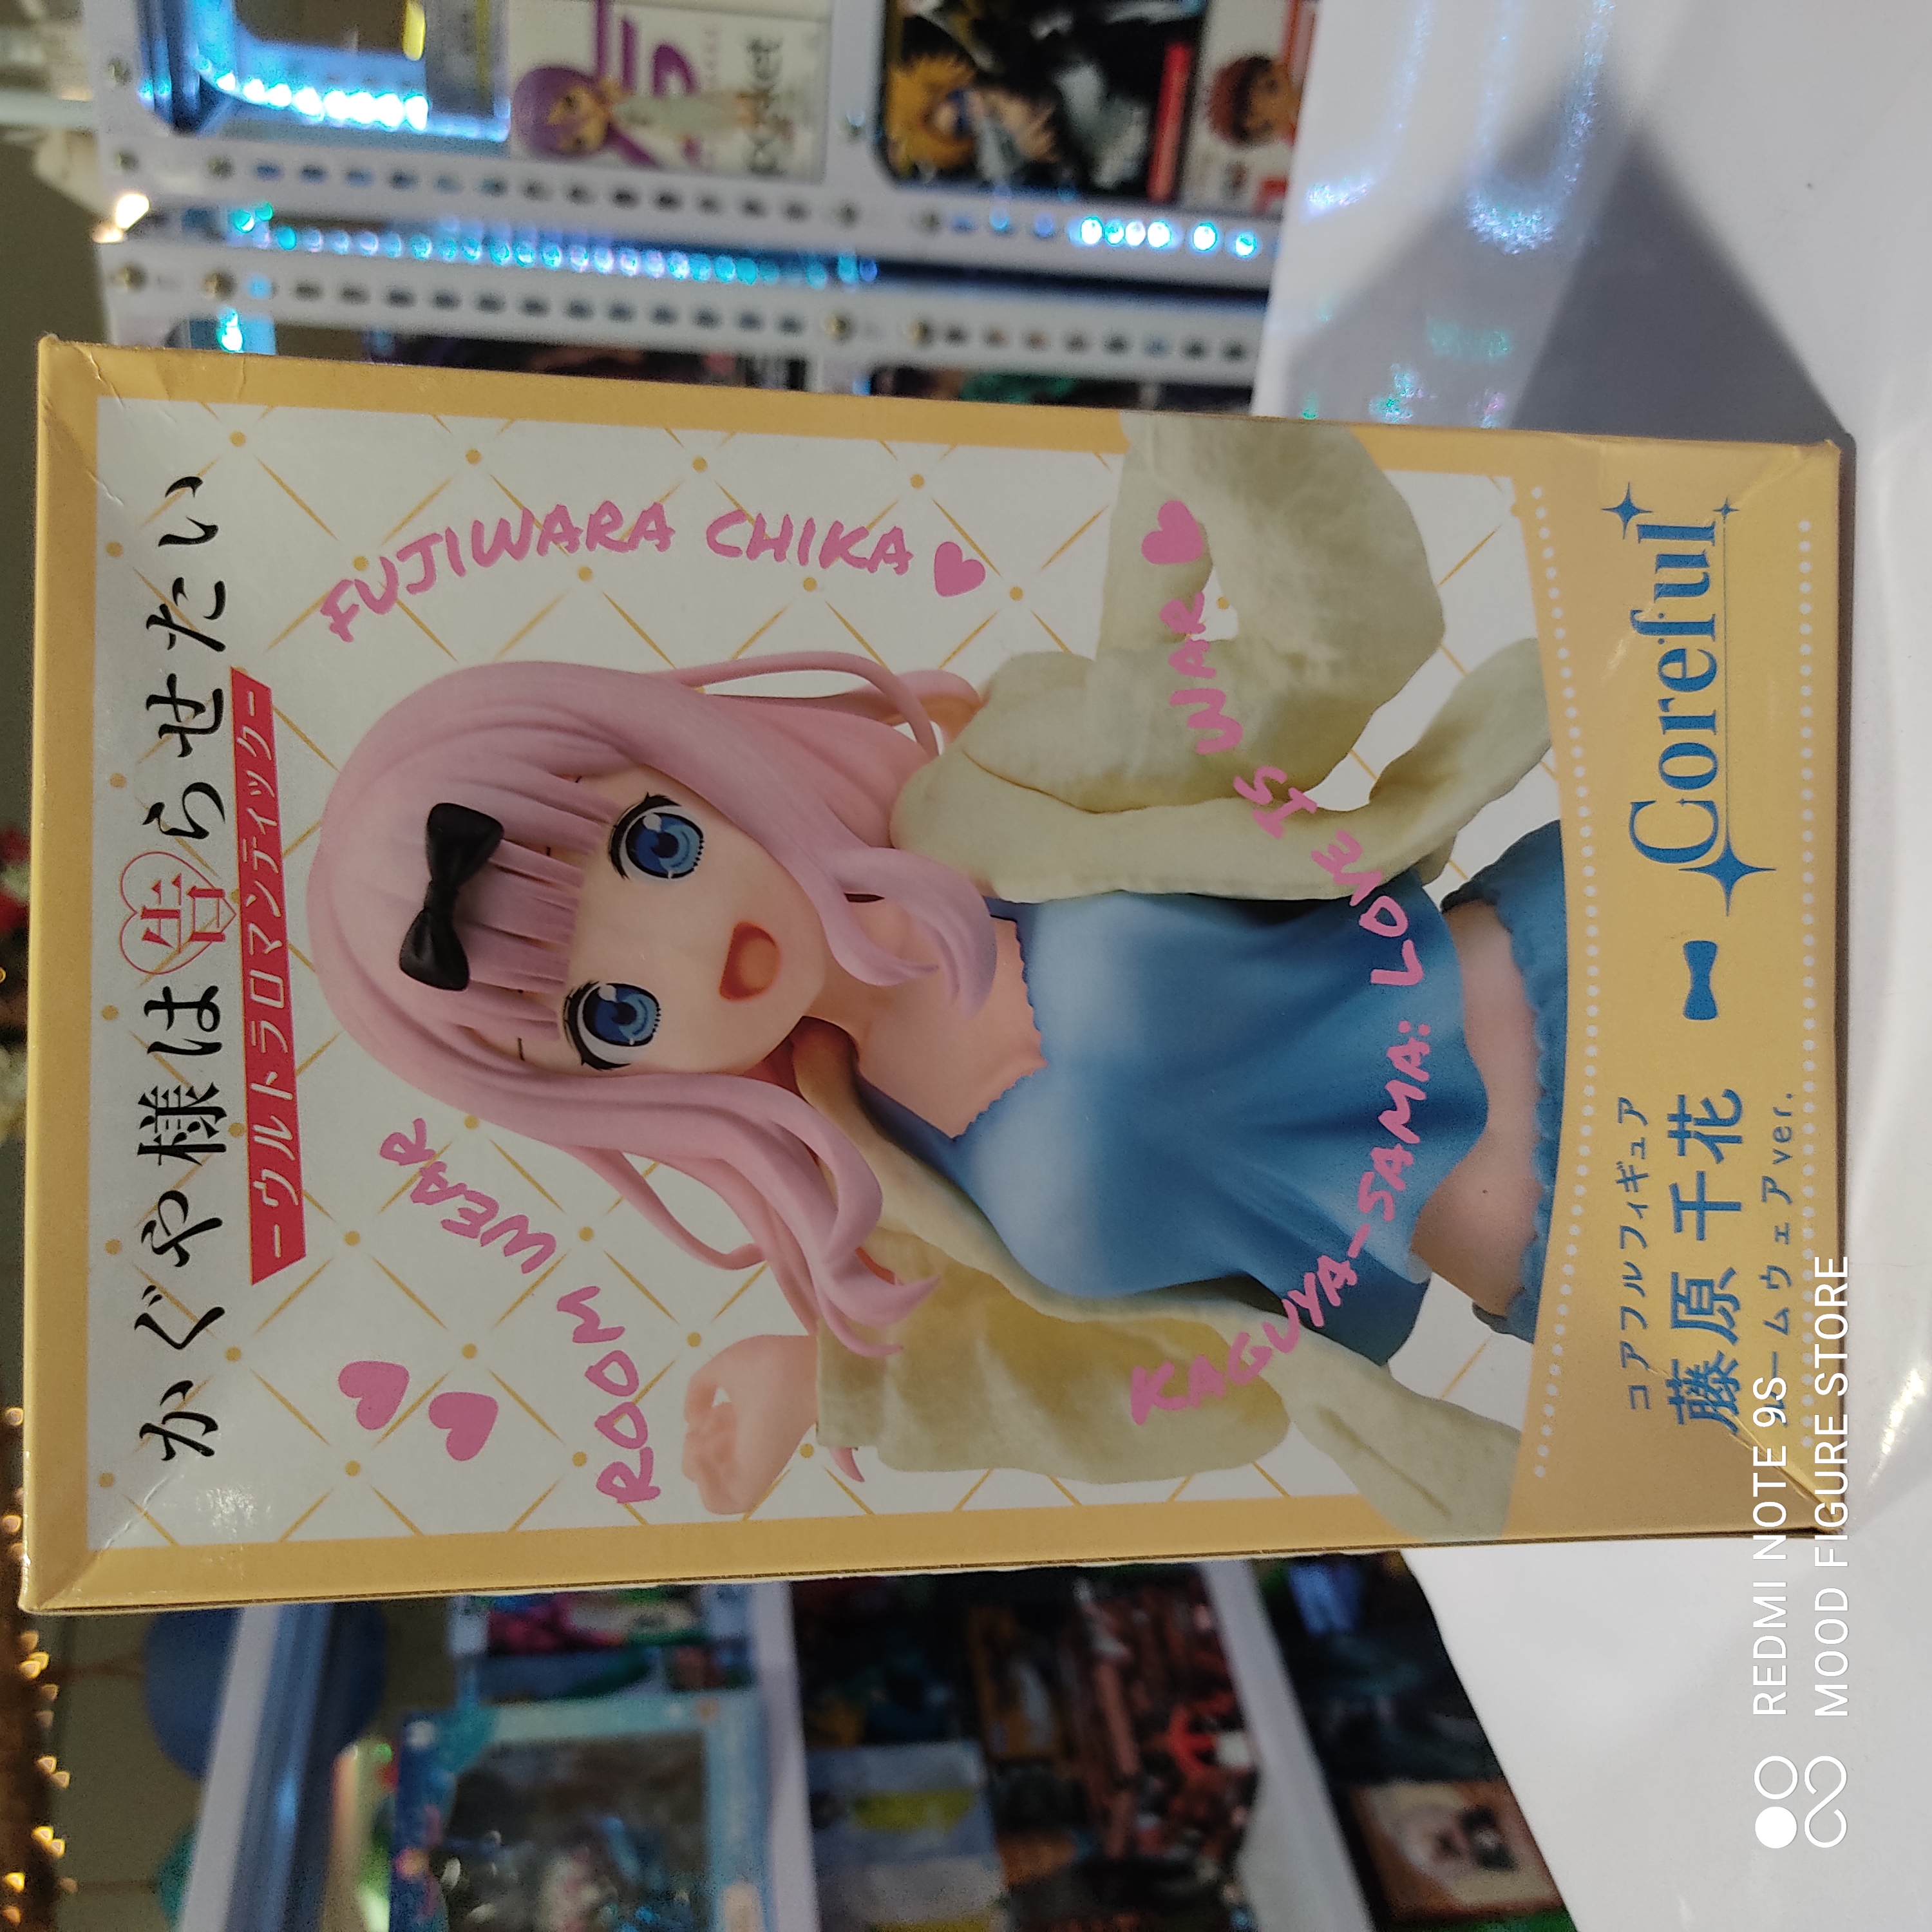 かぐや様は告らせたい
ーウルトラロマンティックー
FUJIWARA CHIKA
ROOM WEAR
KAGUYA-SAMA: LOVE IS WAR
コアフルフィギュア
藤原 千花
ルームウェアver.
Coreful
REDMI NOTE 9S
MOOD FIGURE STORE
pocket